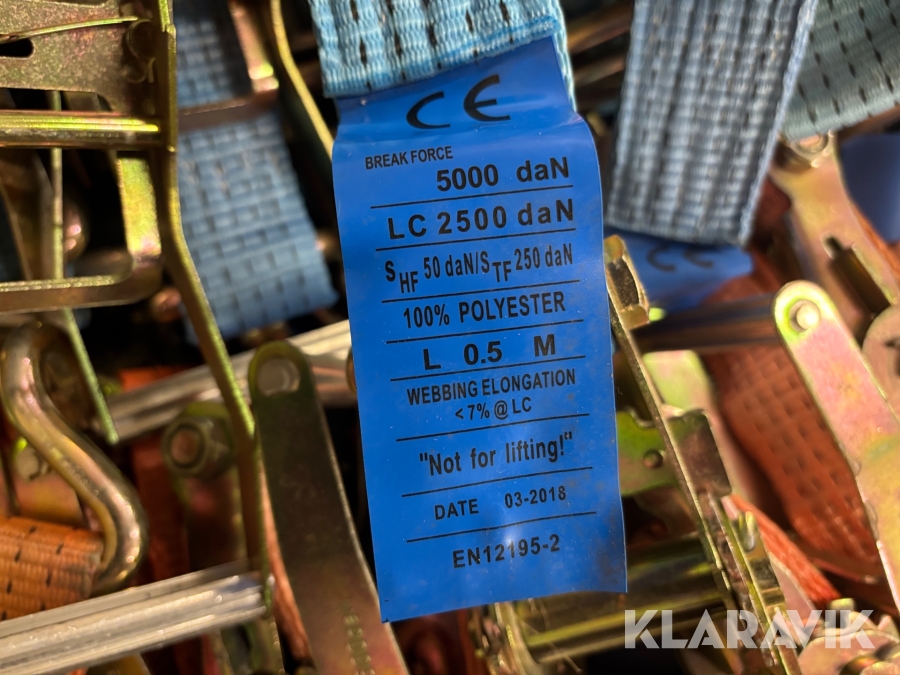 CE
BREAK FORCE
5000 daN
LC 2500 daN
SHF 50 daN/STF 250 daN
100% POLYESTER
L 0.5 M
WEBBING ELONGATION
<7% @ LC
"Not for lifting!"
DATE 03-2018
EN12195-2
CE
KLARAVIK